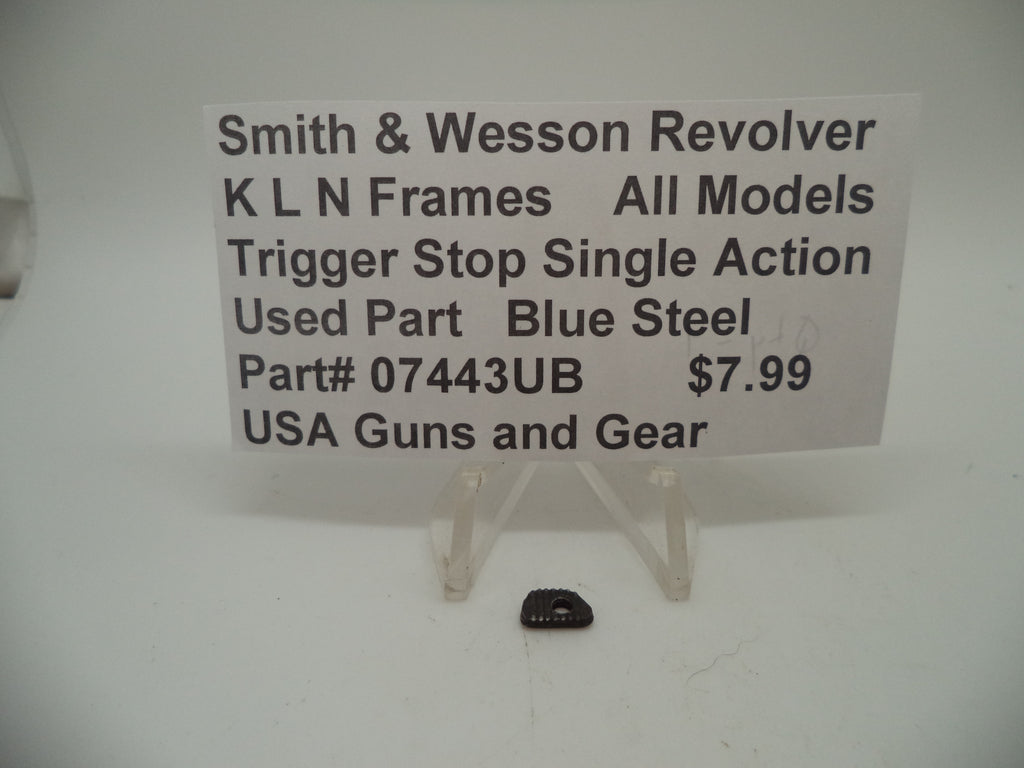 Smith & Wesson Revolver
K L N Frames All Models
Trigger Stop Single Action
Used Part Blue Steel
Part# 07443UB $7.99
USA Guns and Gear